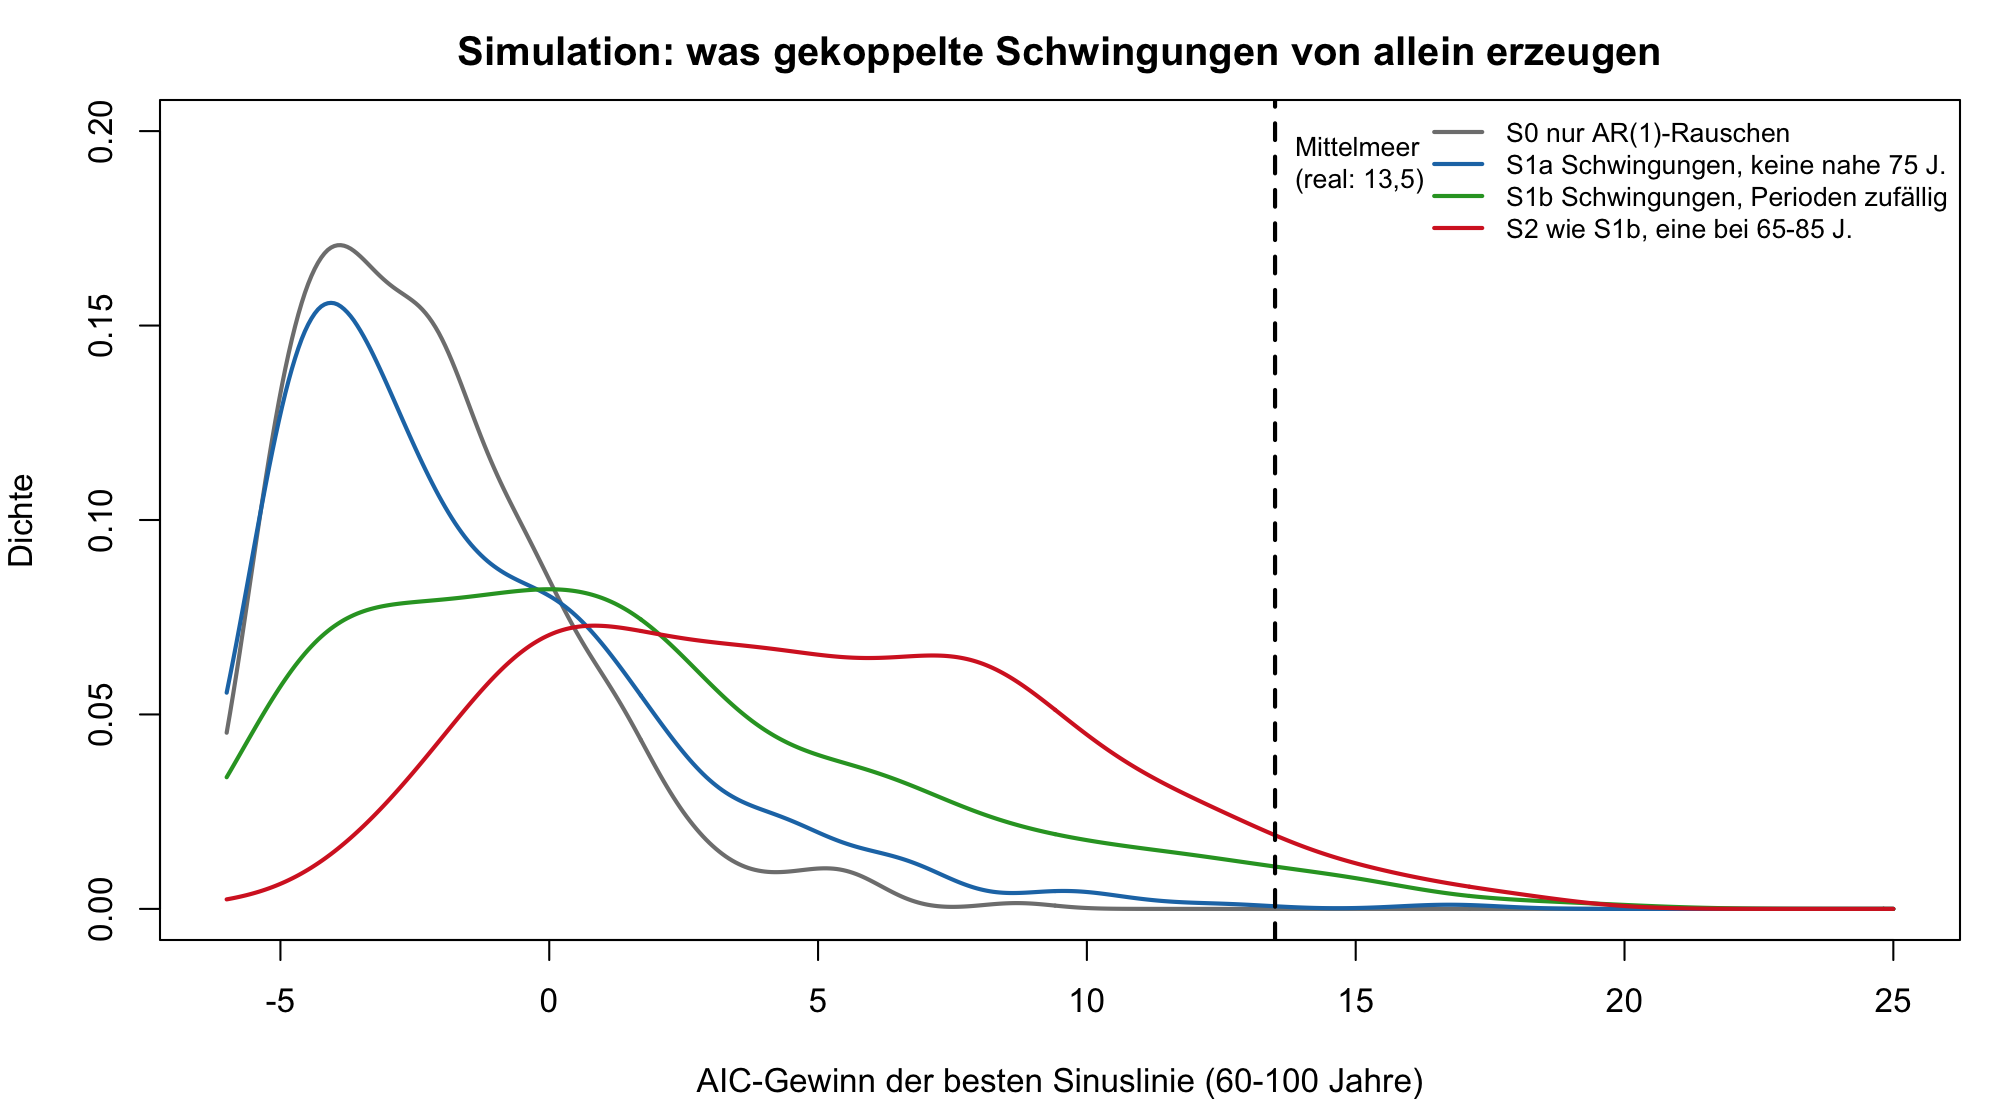 Simulation: was gekoppelte Schwingungen von allein erzeugen
Dichte
0.20
0.15
0.10
0.05
0.00
Mittelmeer
(real: 13,5)
S0 nur AR(1)-Rauschen
S1a Schwingungen, keine nahe 75 J.
S1b Schwingungen, Perioden zufällig
S2 wie S1b, eine bei 65-85 J.
-5 0 5 10 15 20 25
AIC-Gewinn der besten Sinuslinie (60-100 Jahre)